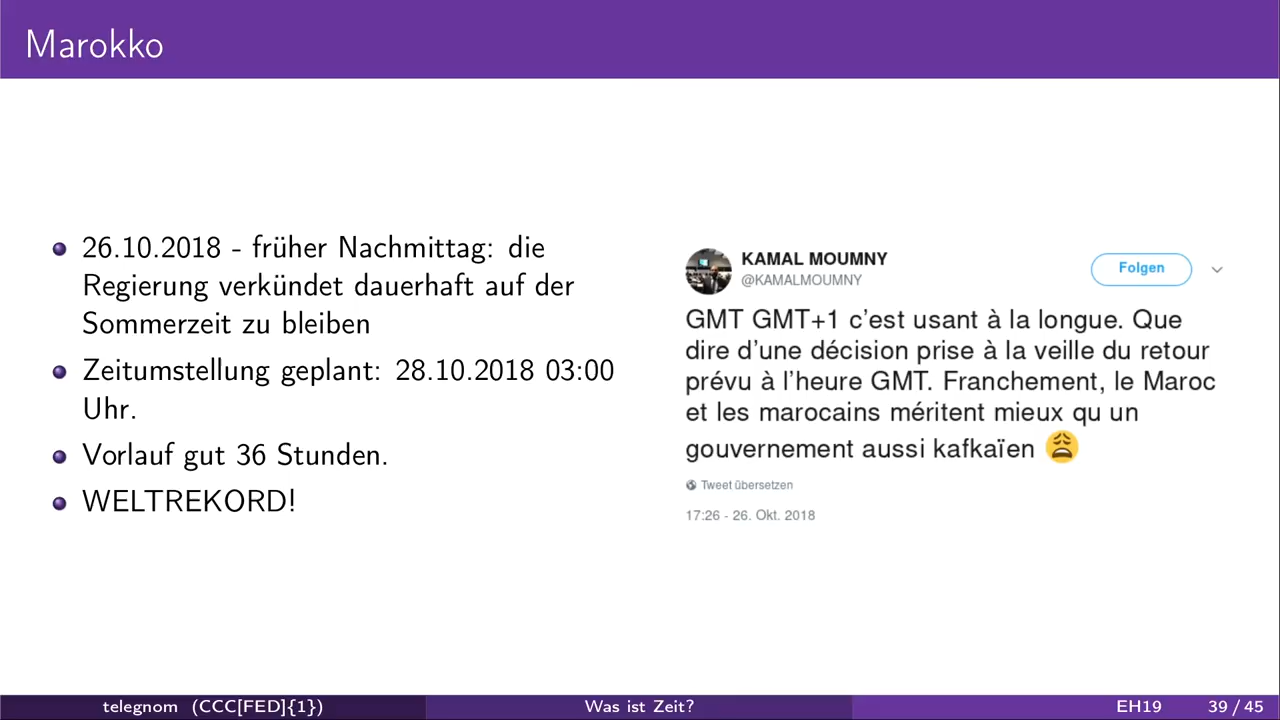 Marokko
26.10.2018 - früher Nachmittag: die
Regierung verkündet dauerhaft auf der
Sommerzeit zu bleiben
Zeitumstellung geplant: 28.10.2018 03:00
Uhr.
Vorlauf gut 36 Stunden.
WELTREKORD!
KAMAL MOUMNY
@KAMALMOUMNY
Folgen
GMT GMT+1 c'est usant à la longue. Que
dire d'une décision prise à la veille du retour
prévu à l'heure GMT. Franchement, le Maroc
et les marocains méritent mieux qu un
gouvernement aussi kafkaïen 😩
Tweet übersetzen
17:26 - 26. Okt. 2018
telegnom (CCC[FED]{1})
Was ist Zeit?
EH19
39 / 45